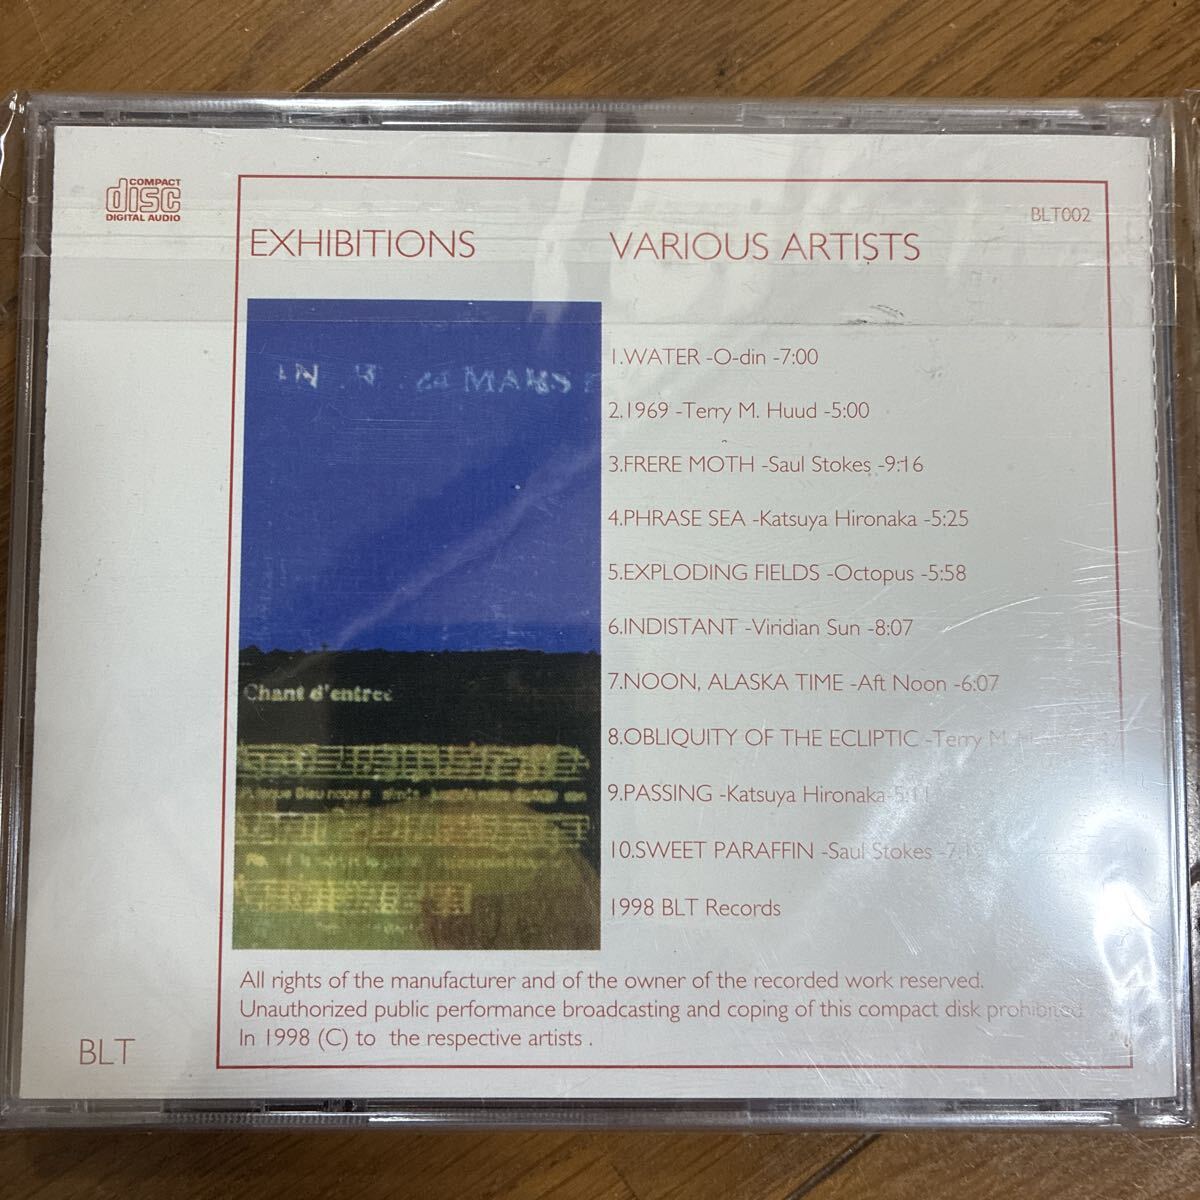 COMPACT
disc
DIGITAL AUDIO
BLT002
EXHIBITIONS
VARIOUS ARTISTS
1.WATER -O-din -7:00
2.1969 -Terry M. Huud -5:00
3.FRERE MOTH -Saul Stokes -9:16
4.PHRASE SEA -Katsuya Hironaka -5:25
5.EXPLODING FIELDS -Octopus -5:58
6.INDISTANT -Viridian Sun -8:07
7.NOON, ALASKA TIME -Aft Noon -6:07
8.OBLIQUITY OF THE ECLIPTIC -Terry M.
9.PASSING -Katsuya Hironaka-5:11
10.SWEET PARAFFIN -Saul Stokes
1998 BLT Records
IN MARS
Chant d'entree
All rights of the manufacturer and of the owner of the recorded work reserved.
Unauthorized public performance broadcasting and coping of this compact disk prohibited
In 1998 (C) to the respective artists .
BLT